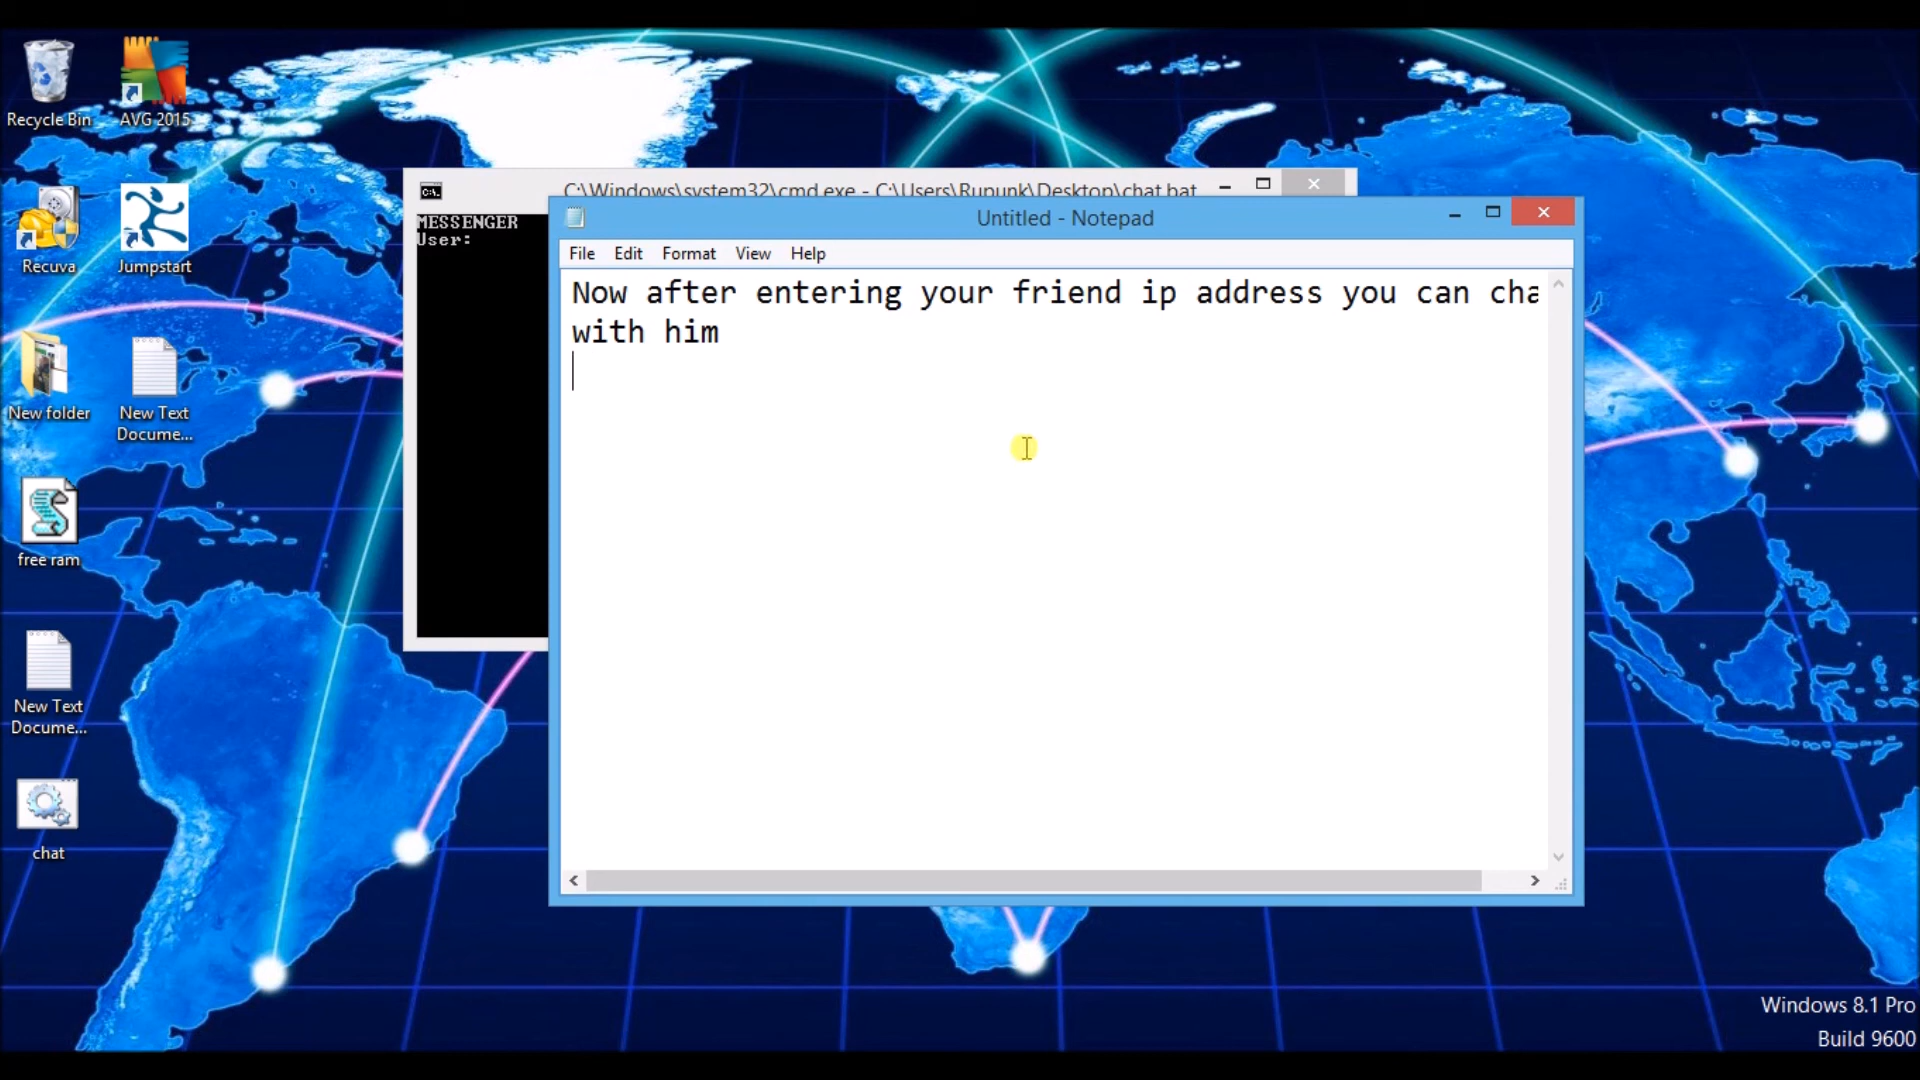 Recycle Bin
AVG 2015
Recuva
Jumpstart
New folder
New Text
Docume...
free ram
New Text
Docume...
chat
C:\Windows\system32\cmd.exe - C:\Users\Rupunk\Desktop\chat.bat
MESSENGER
User:
Untitled - Notepad
File Edit Format View Help
Now after entering your friend ip address you can cha
with him
Windows 8.1 Pro
Build 9600